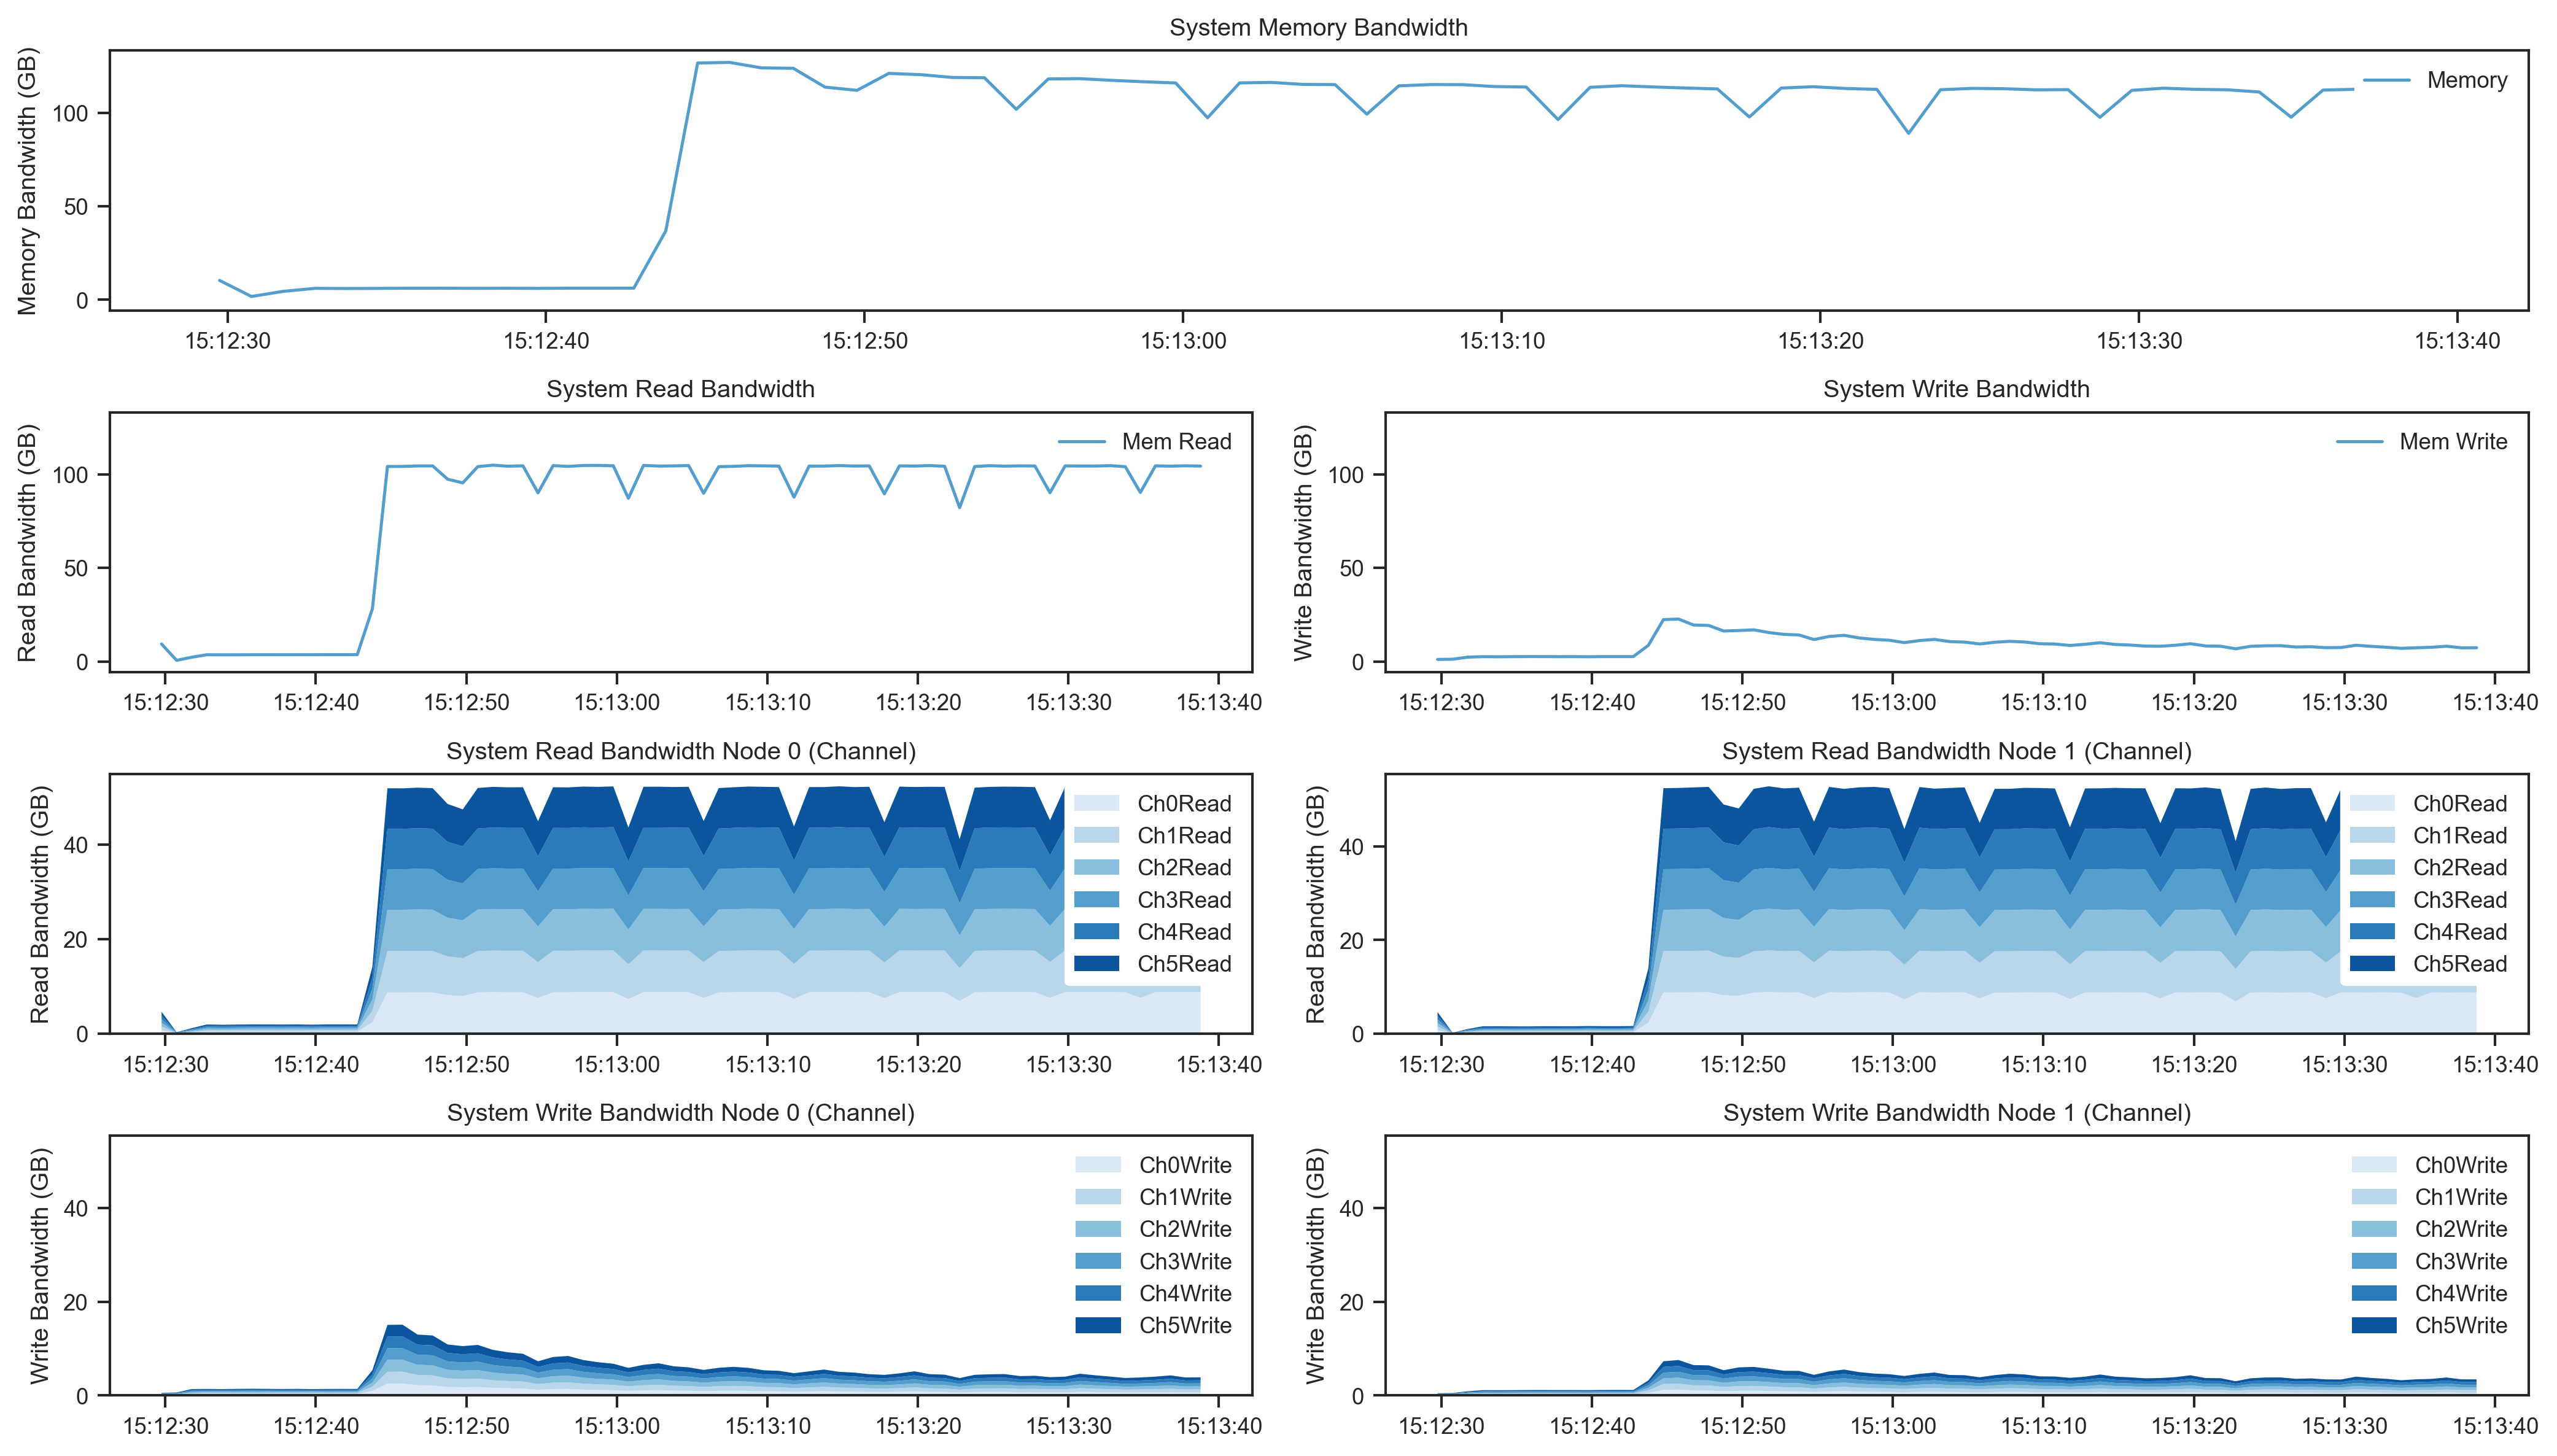 System Memory Bandwidth
Memory Bandwidth (GB)
100
50
0
Memory
15:12:30 15:12:40 15:12:50 15:13:00 15:13:10 15:13:20 15:13:30 15:13:40
System Read Bandwidth
Read Bandwidth (GB)
100
50
0
Mem Read
15:12:30 15:12:40 15:12:50 15:13:00 15:13:10 15:13:20 15:13:30 15:13:40
System Write Bandwidth
Write Bandwidth (GB)
100
50
0
Mem Write
15:12:30 15:12:40 15:12:50 15:13:00 15:13:10 15:13:20 15:13:30 15:13:40
System Read Bandwidth Node 0 (Channel)
Read Bandwidth (GB)
40
20
0
Ch0Read
Ch1Read
Ch2Read
Ch3Read
Ch4Read
Ch5Read
15:12:30 15:12:40 15:12:50 15:13:00 15:13:10 15:13:20 15:13:30 15:13:40
System Read Bandwidth Node 1 (Channel)
Read Bandwidth (GB)
40
20
0
Ch0Read
Ch1Read
Ch2Read
Ch3Read
Ch4Read
Ch5Read
15:12:30 15:12:40 15:12:50 15:13:00 15:13:10 15:13:20 15:13:30 15:13:40
System Write Bandwidth Node 0 (Channel)
Write Bandwidth (GB)
40
20
0
Ch0Write
Ch1Write
Ch2Write
Ch3Write
Ch4Write
Ch5Write
15:12:30 15:12:40 15:12:50 15:13:00 15:13:10 15:13:20 15:13:30 15:13:40
System Write Bandwidth Node 1 (Channel)
Write Bandwidth (GB)
40
20
0
Ch0Write
Ch1Write
Ch2Write
Ch3Write
Ch4Write
Ch5Write
15:12:30 15:12:40 15:12:50 15:13:00 15:13:10 15:13:20 15:13:30 15:13:40